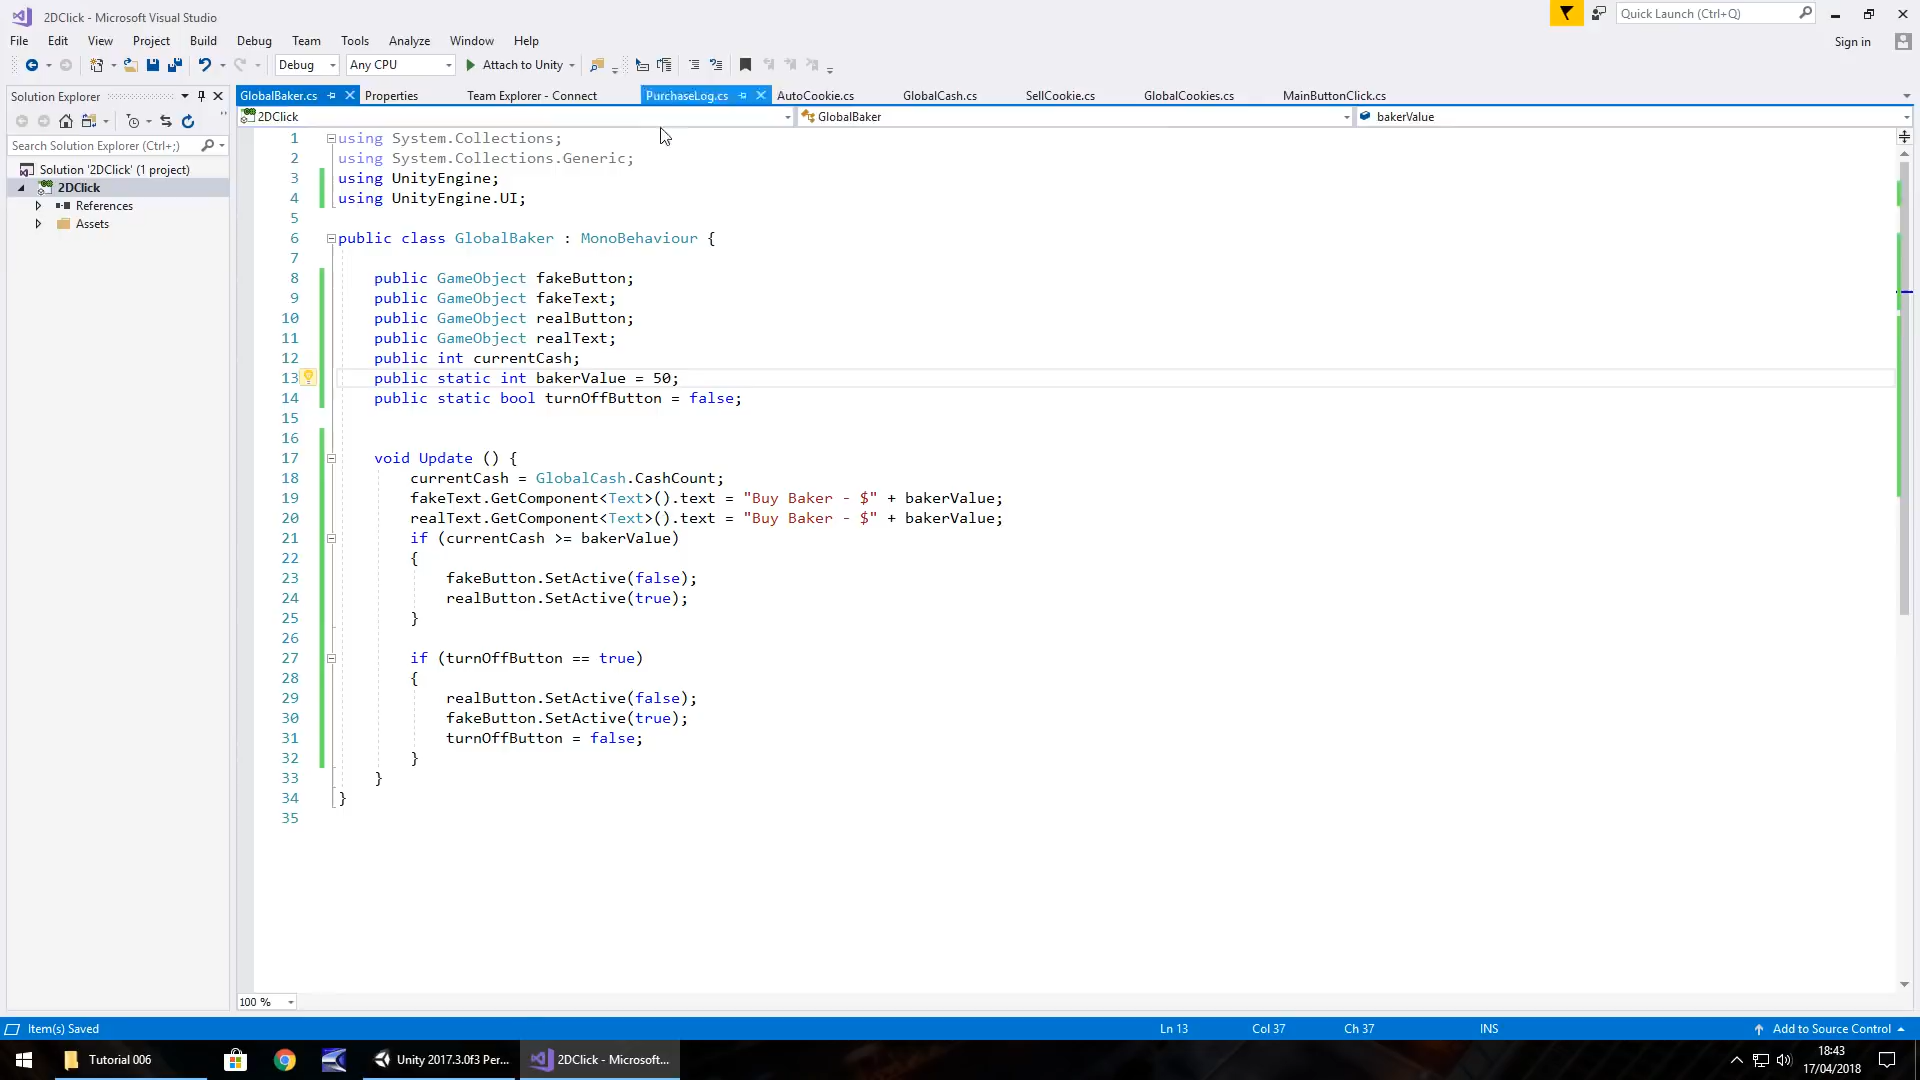 2DClick - Microsoft Visual Studio
Quick Launch (Ctrl+Q)
File Edit View Project Build Debug Team Tools Analyze Window Help
Sign in
Debug Any CPU Attach to Unity
Solution Explorer
GlobalBaker.cs Properties Team Explorer - Connect PurchaseLog.cs AutoCookie.cs GlobalCash.cs SellCookie.cs GlobalCookies.cs MainButtonClick.cs
2DClick GlobalBaker bakerValue
Search Solution Explorer (Ctrl+;)
Solution '2DClick' (1 project)
2DClick
References
Assets
1 using System.Collections;
2 using System.Collections.Generic;
3 using UnityEngine;
4 using UnityEngine.UI;
5
6 public class GlobalBaker : MonoBehaviour {
7
8 public GameObject fakeButton;
9 public GameObject fakeText;
10 public GameObject realButton;
11 public GameObject realText;
12 public int currentCash;
13 public static int bakerValue = 50;
14 public static bool turnOffButton = false;
15
16
17 void Update () {
18 currentCash = GlobalCash.CashCount;
19 fakeText.GetComponent<Text>().text = "Buy Baker - $" + bakerValue;
20 realText.GetComponent<Text>().text = "Buy Baker - $" + bakerValue;
21 if (currentCash >= bakerValue)
22 {
23 fakeButton.SetActive(false);
24 realButton.SetActive(true);
25 }
26
27 if (turnOffButton == true)
28 {
29 realButton.SetActive(false);
30 fakeButton.SetActive(true);
31 turnOffButton = false;
32 }
33 }
34 }
35
100 %
Item(s) Saved Ln 13 Col 37 Ch 37 INS Add to Source Control
Tutorial 006 Unity 2017.3.0f3 Per... 2DClick - Microsoft...
18:43
17/04/2018